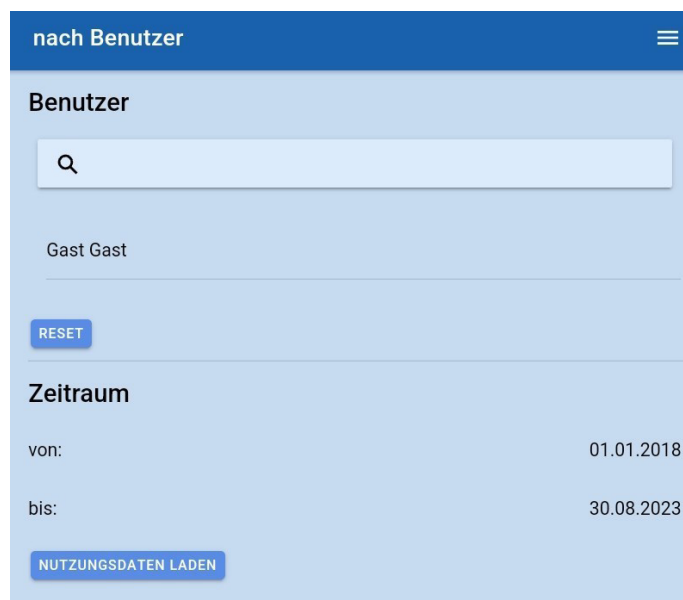 nach Benutzer
Benutzer
Gast Gast
RESET
Zeitraum
von: 01.01.2018
bis: 30.08.2023
NUTZUNGSDATEN LADEN